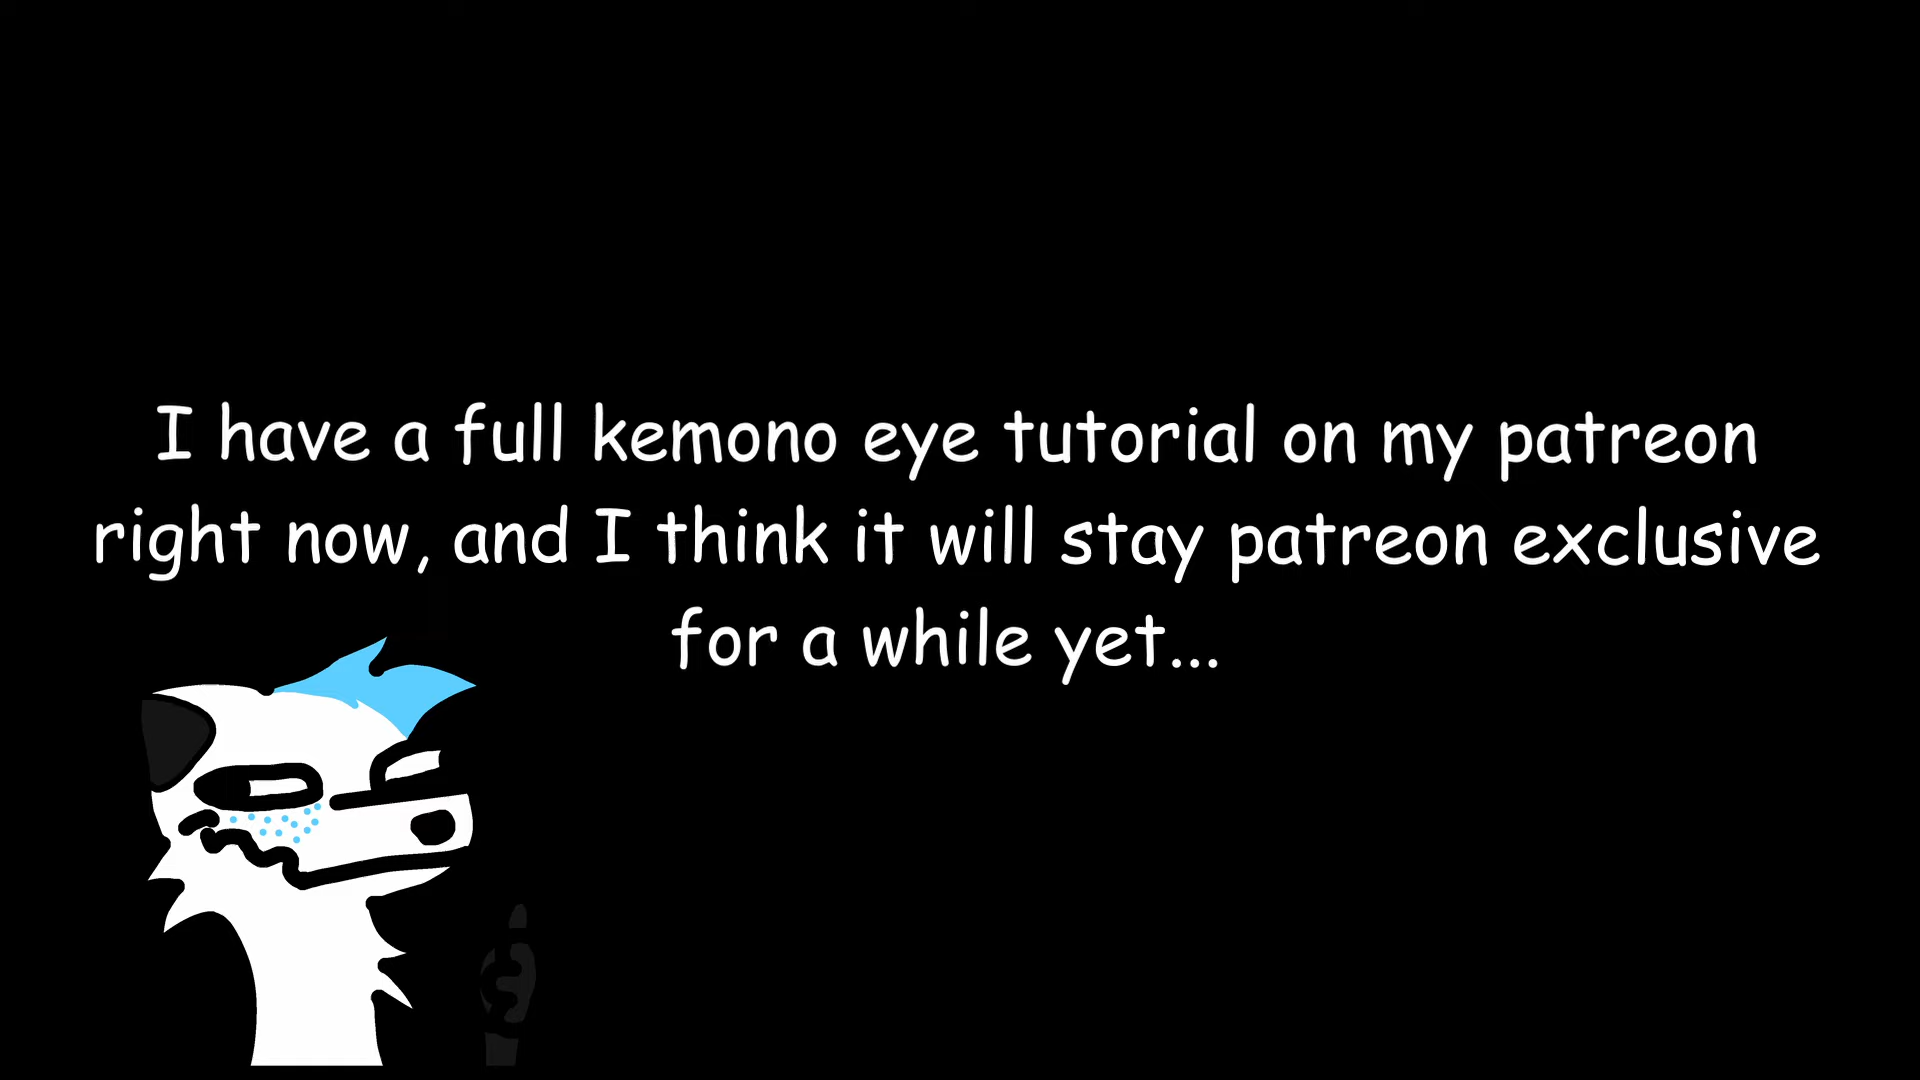 I have a full kemono eye tutorial on my patreon
right now, and I think it will stay patreon exclusive
for a while yet...